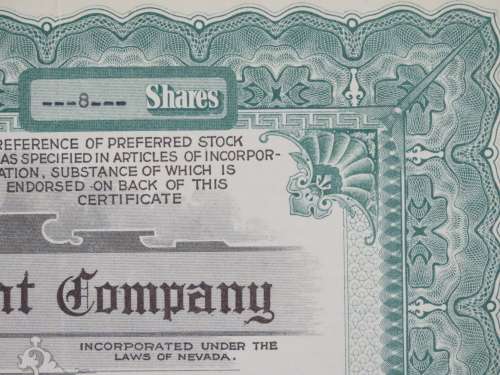 ---8--- Shares
REFERENCE OF PREFERRED STOCK
AS SPECIFIED IN ARTICLES OF INCORPOR-
ATION, SUBSTANCE OF WHICH IS
ENDORSED ON BACK OF THIS
CERTIFICATE
nt Company
INCORPORATED UNDER THE
LAWS OF NEVADA.